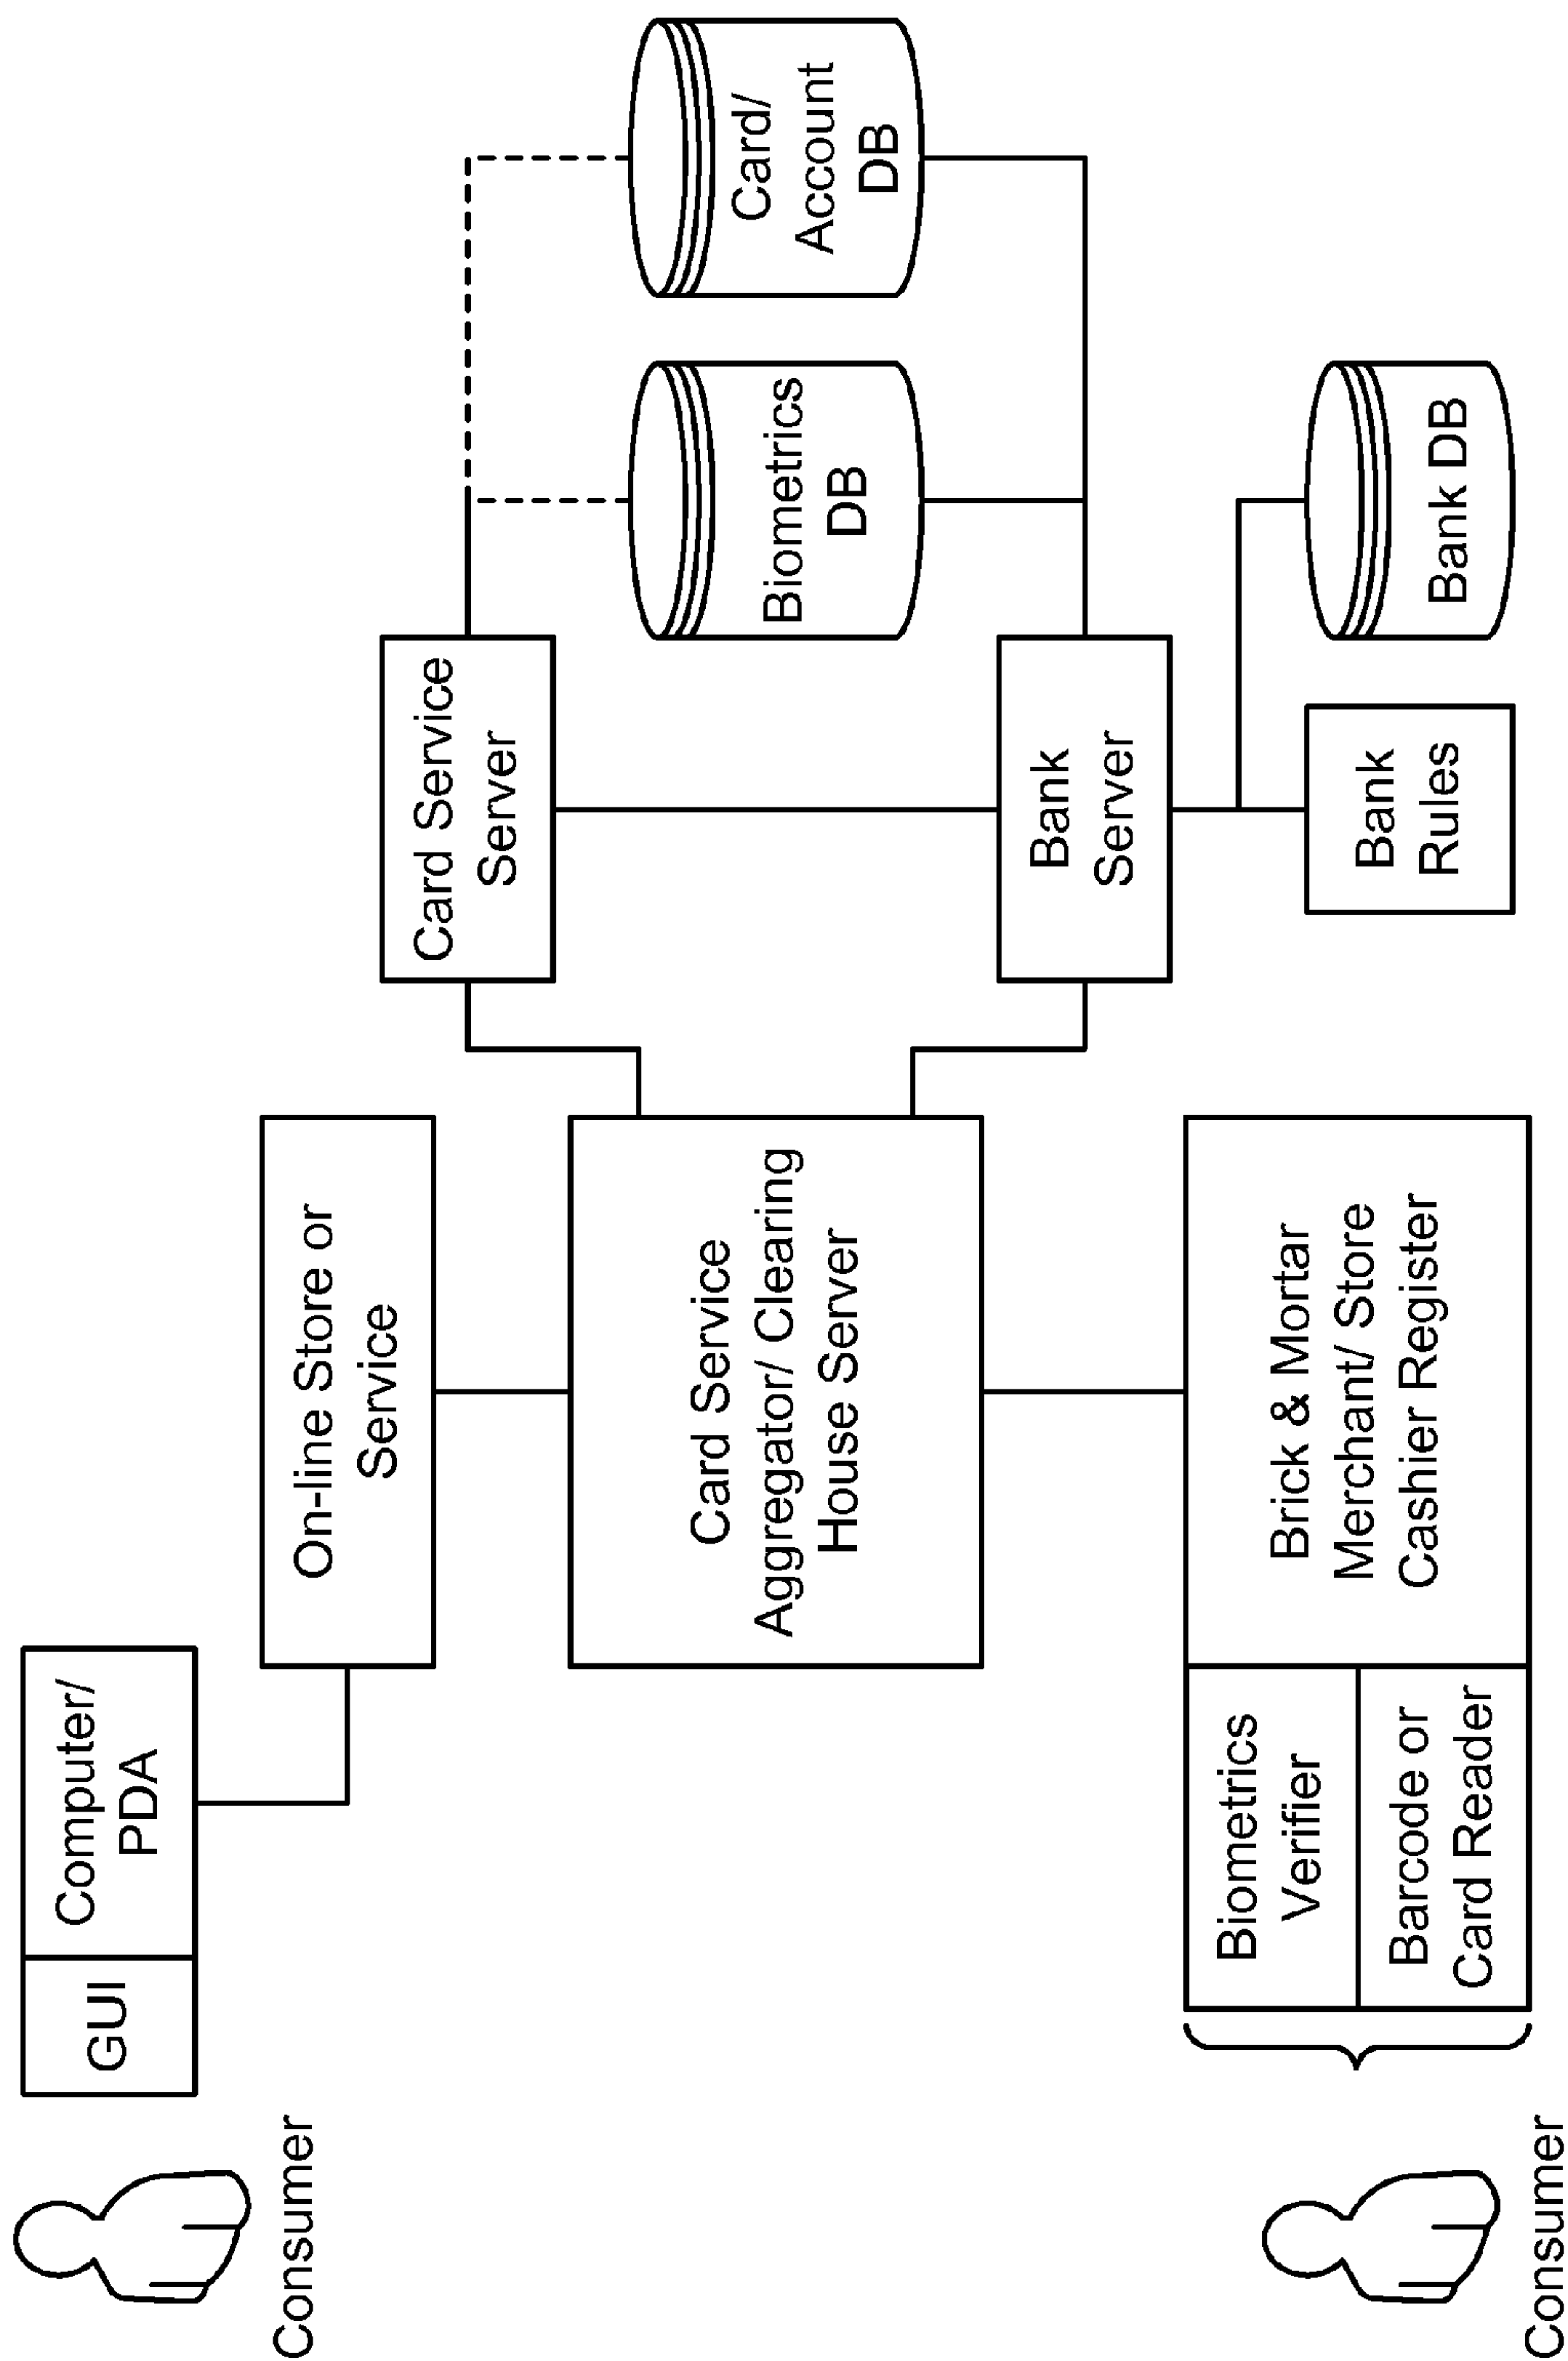 Consumer
GUI
Computer/
PDA
On-line Store or
Service
Card Service
Aggregator/ Clearing
House Server
Card Service
Server
Biometrics
DB
Card/
Account
DB
Bank
Server
Bank
Rules
Bank DB
Consumer
Biometrics
Verifier
Barcode or
Card Reader
Brick & Mortar
Merchant/ Store
Cashier Register